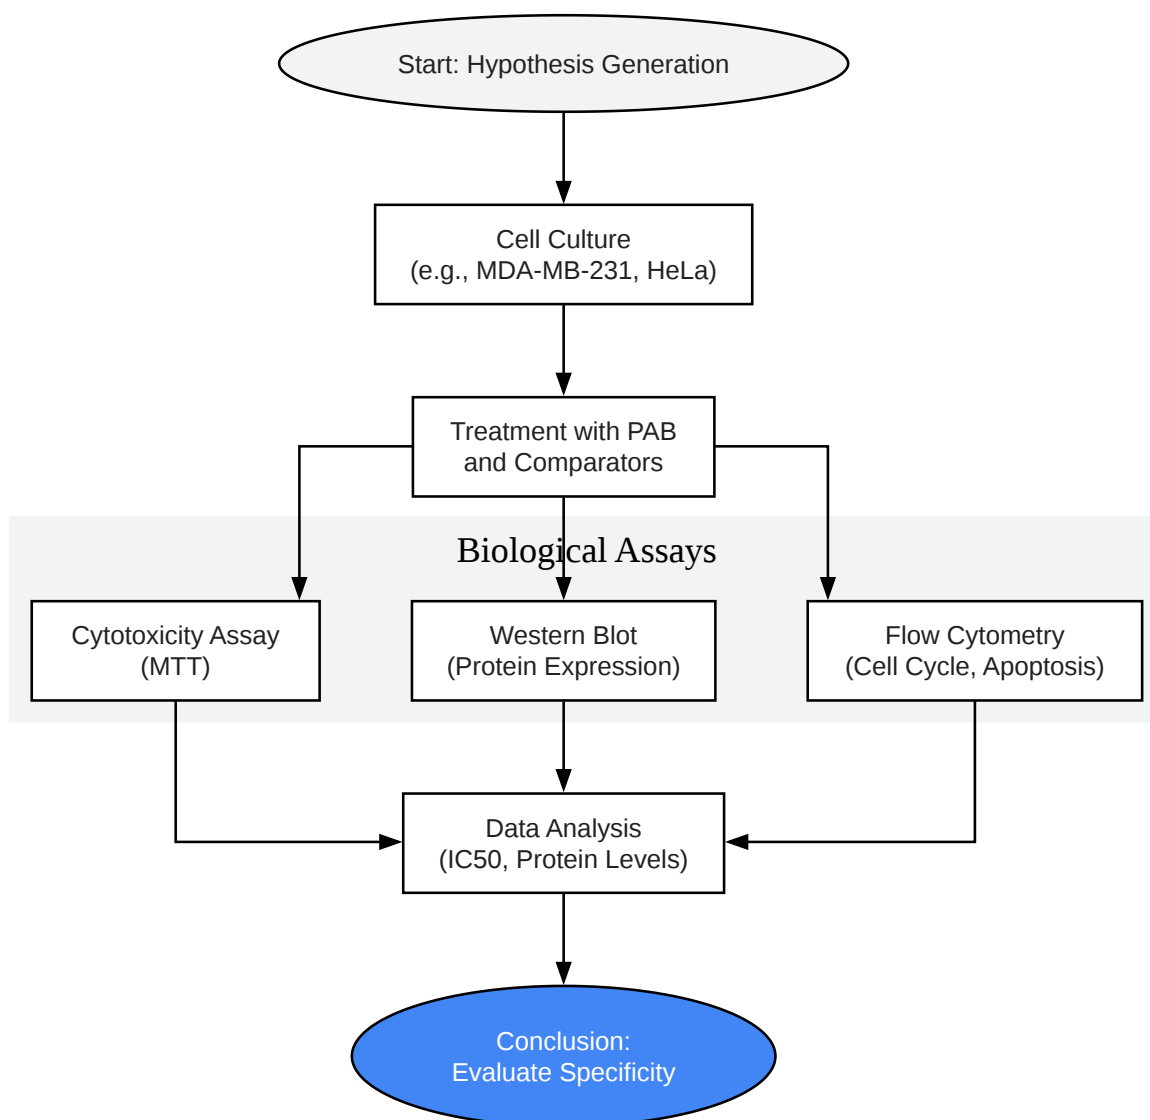 Start: Hypothesis Generation
Cell Culture
(e.g., MDA-MB-231, HeLa)
Treatment with PAB
and Comparators
Biological Assays
Cytotoxicity Assay
(MTT)
Western Blot
(Protein Expression)
Flow Cytometry
(Cell Cycle, Apoptosis)
Data Analysis
(IC50, Protein Levels)
Conclusion:
Evaluate Specificity